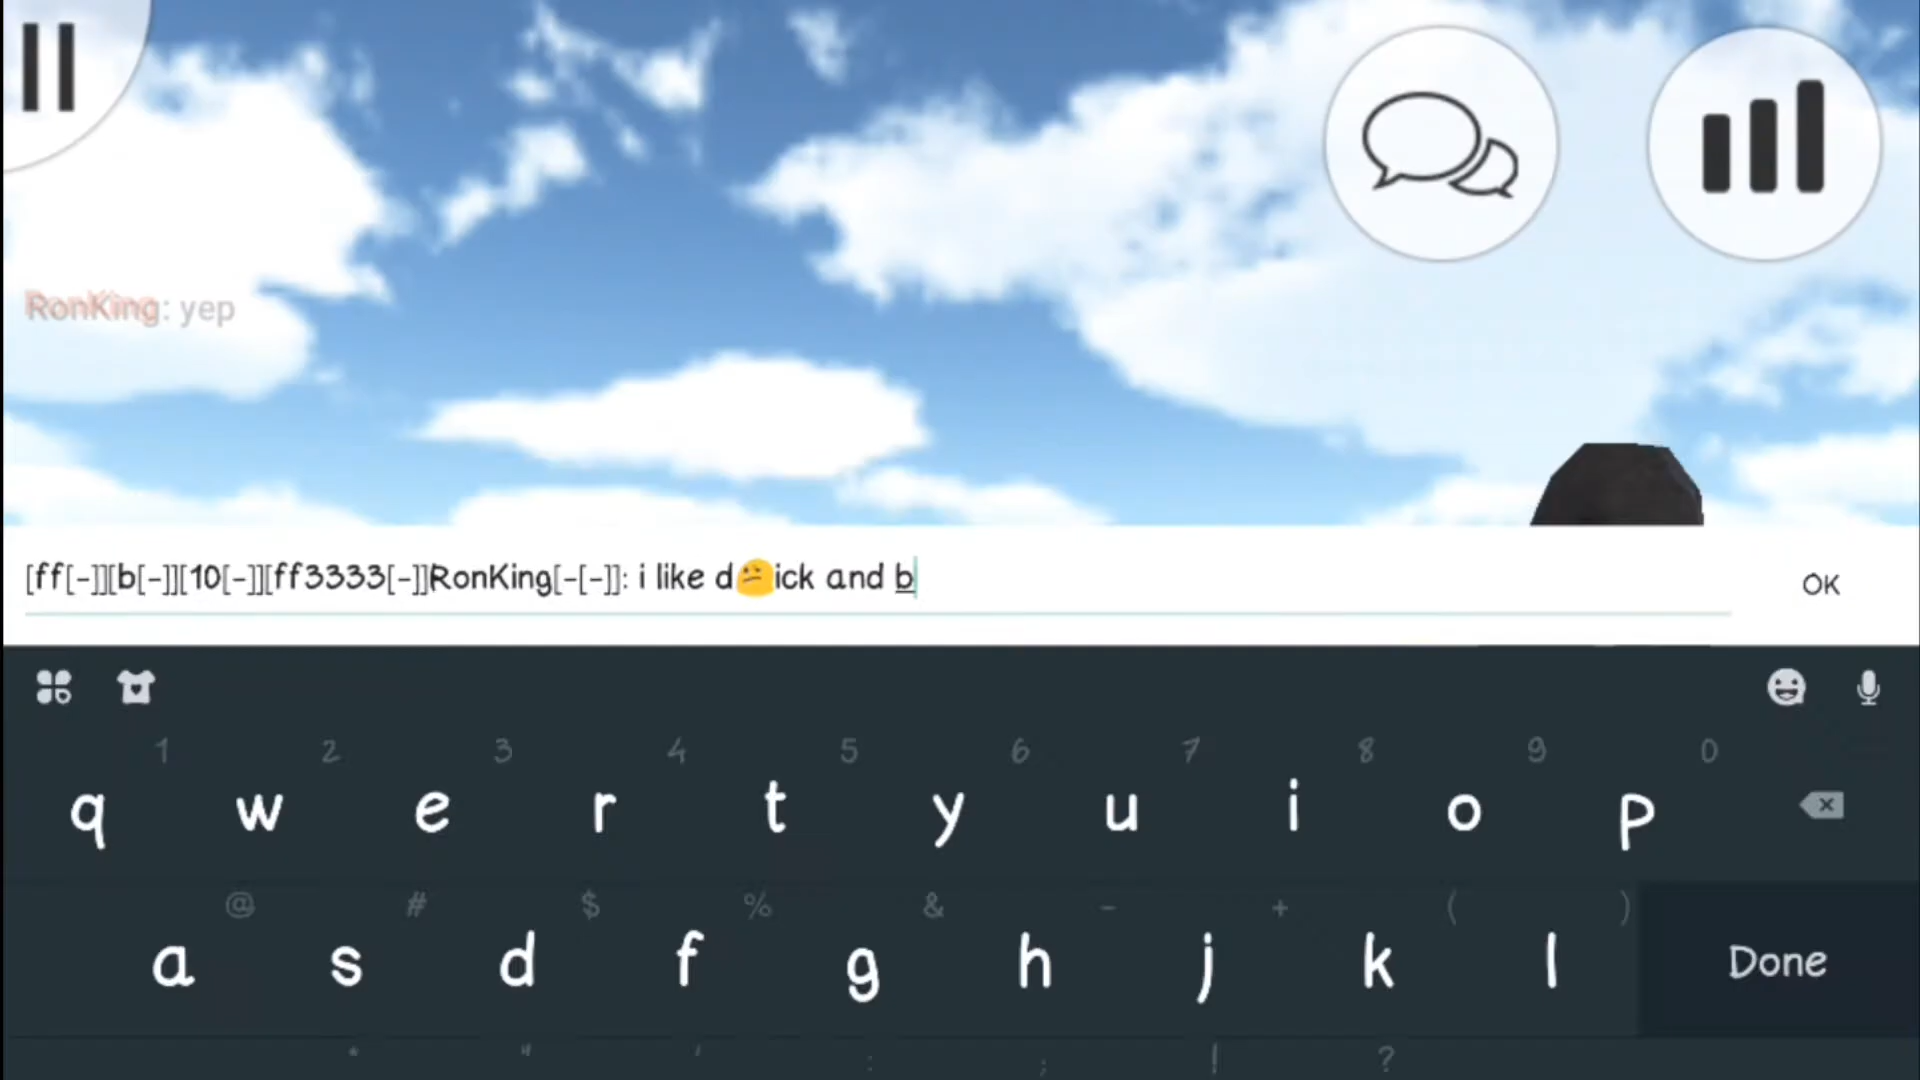 RonKing: yep
[ff[-]][b[-]][10[-]][ff3333[-]]RonKing[-[-]]: i like d😕ick and b
OK
1 2 3 4 5 6 7 8 9 0
q w e r t y u i o p
@ # $ % & - + ( )
a s d f g h j k l Done
* " ' : ; ! ?